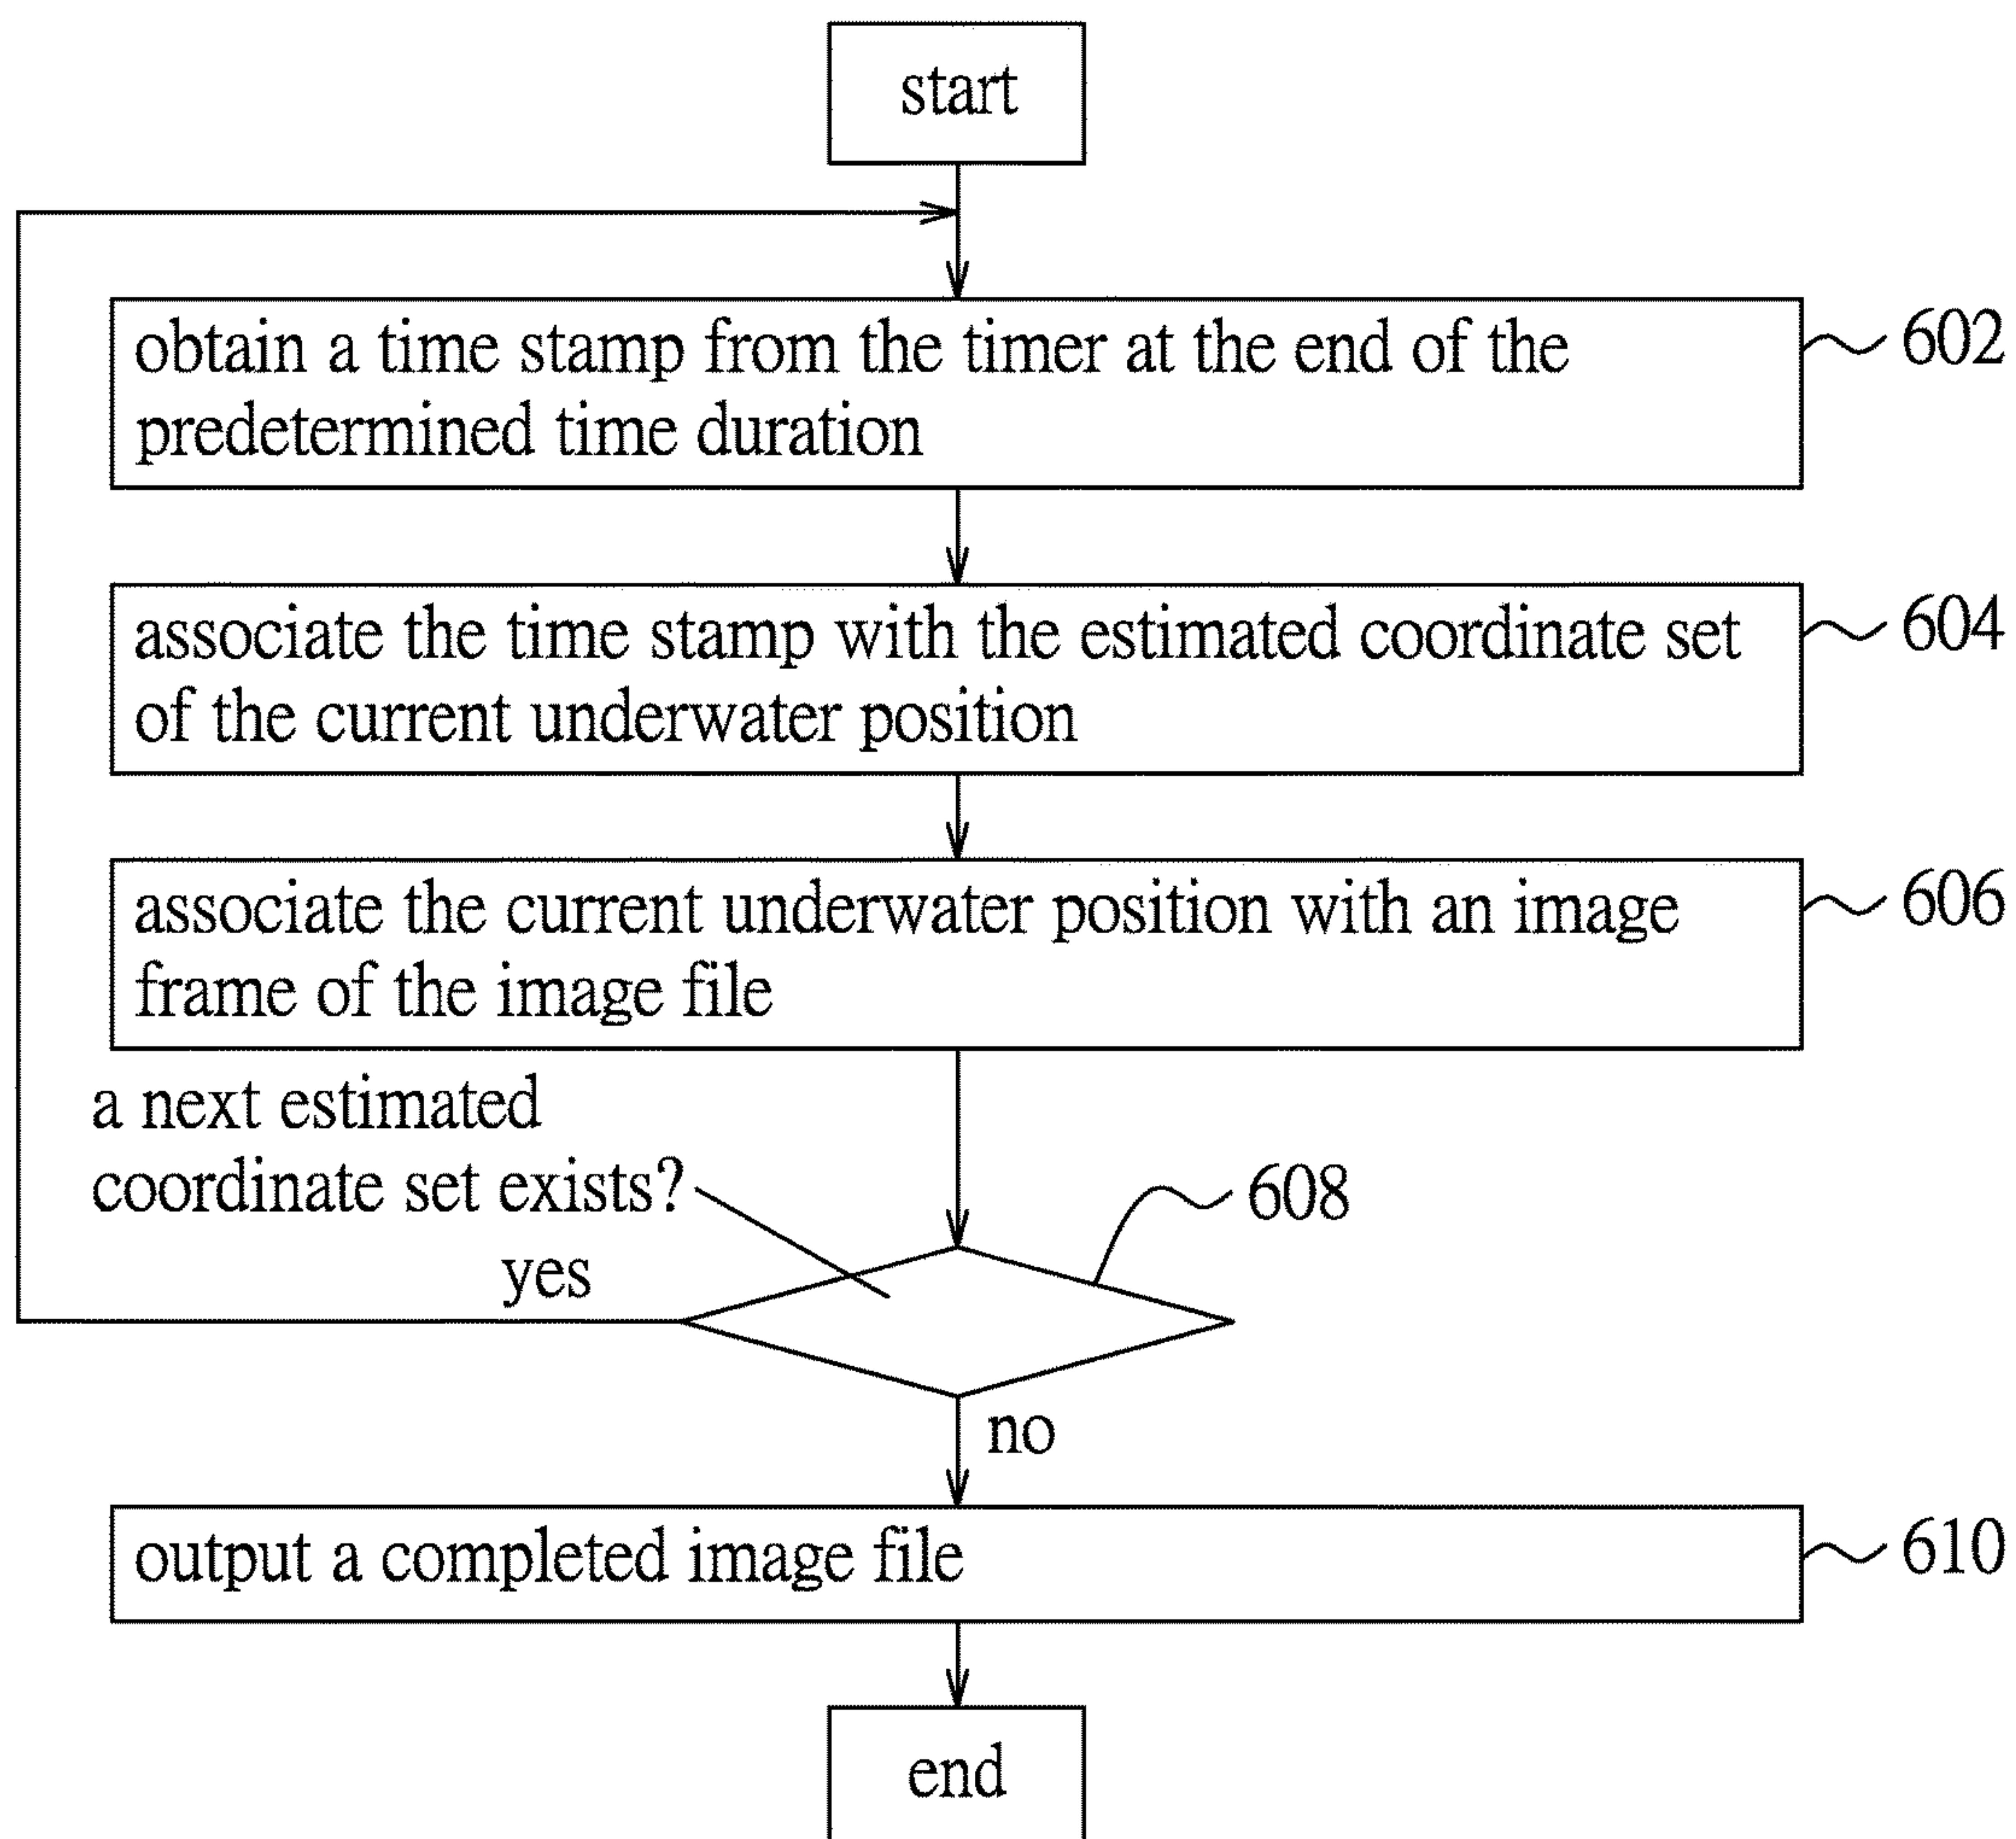 start
obtain a time stamp from the timer at the end of the
predetermined time duration
602
associate the time stamp with the estimated coordinate set
of the current underwater position
604
associate the current underwater position with an image
frame of the image file
606
a next estimated
coordinate set exists?
608
yes
no
output a completed image file
610
end